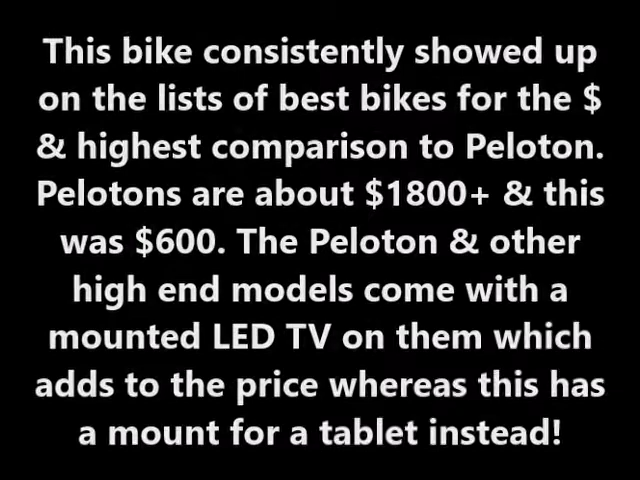 This bike consistently showed up
on the lists of best bikes for the $
& highest comparison to Peloton.
Pelotons are about $1800+ & this
was $600. The Peloton & other
high end models come with a
mounted LED TV on them which
adds to the price whereas this has
a mount for a tablet instead!